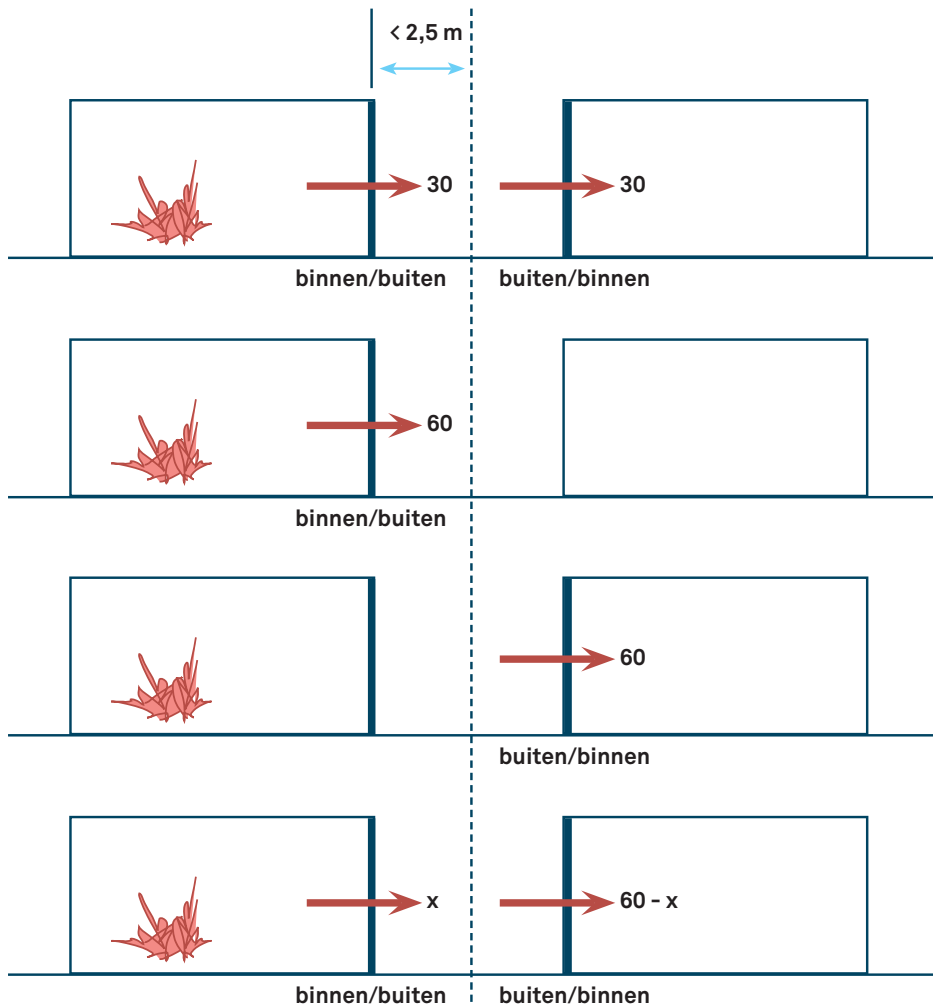 < 2,5 m
30
30
binnen/buiten
buiten/binnen
60
binnen/buiten
60
buiten/binnen
x
60 - x
binnen/buiten
buiten/binnen